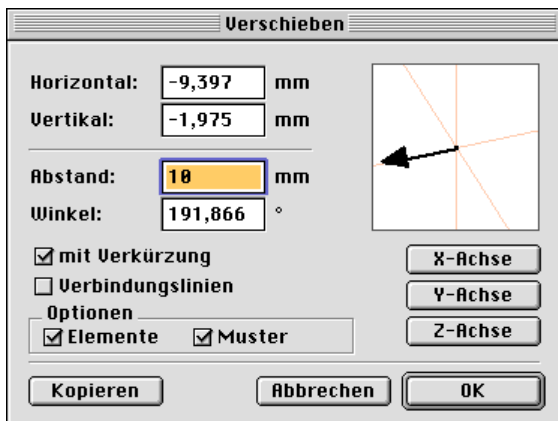 Verschieben
Horizontal: -9,397 mm
Vertikal: -1,975 mm
Abstand: 10 mm
Winkel: 191,866 °
mit Verkürzung
Verbindungslinien
Optionen
Elemente Muster
X-Achse
Y-Achse
Z-Achse
Kopieren Abbrechen OK